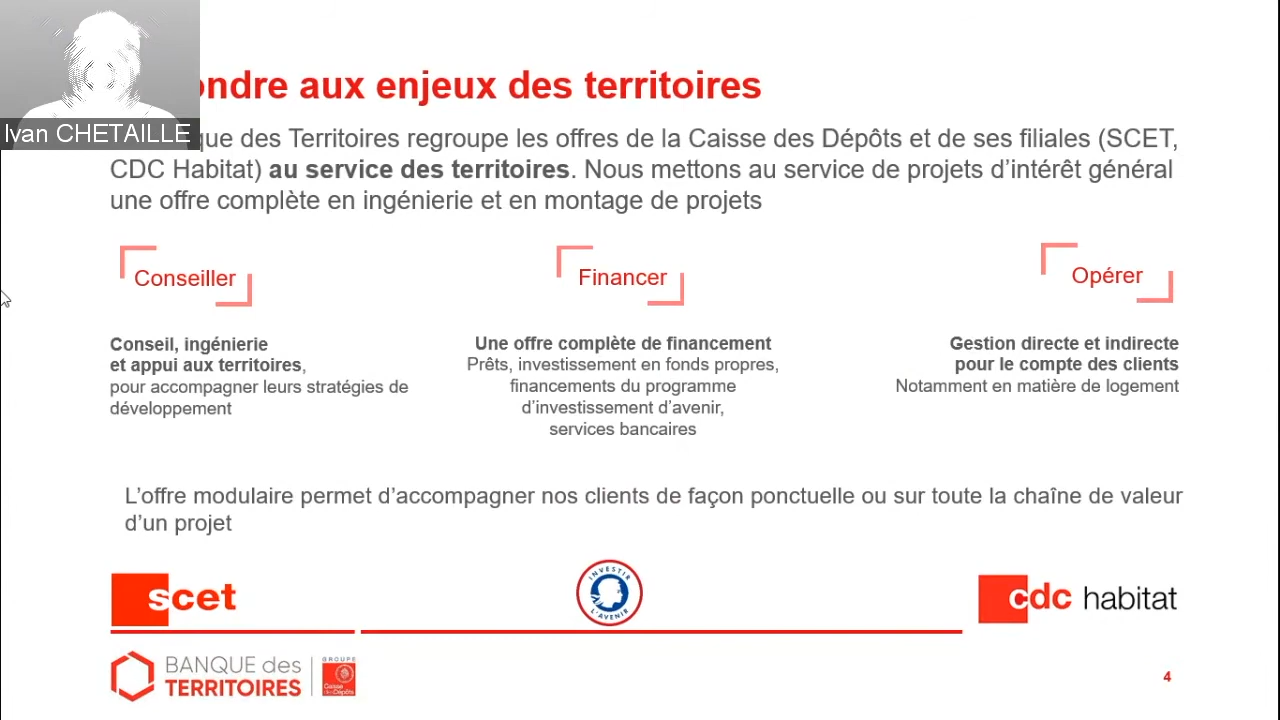 ondre aux enjeux des territoires
Ivan CHETAILLE
que des Territoires regroupe les offres de la Caisse des Dépôts et de ses filiales (SCET,
CDC Habitat) au service des territoires. Nous mettons au service de projets d’intérêt général
une offre complète en ingénierie et en montage de projets
Conseiller
Financer
Opérer
Conseil, ingénierie
et appui aux territoires,
pour accompagner leurs stratégies de
développement
Une offre complète de financement
Prêts, investissement en fonds propres,
financements du programme
d’investissement d’avenir,
services bancaires
Gestion directe et indirecte
pour le compte des clients
Notamment en matière de logement
L’offre modulaire permet d’accompagner nos clients de façon ponctuelle ou sur toute la chaîne de valeur
d’un projet
scet
INVESTIR
L'AVENIR
cdc habitat
BANQUE des
TERRITOIRES
GROUPE
Caisse
des Dépôts
4